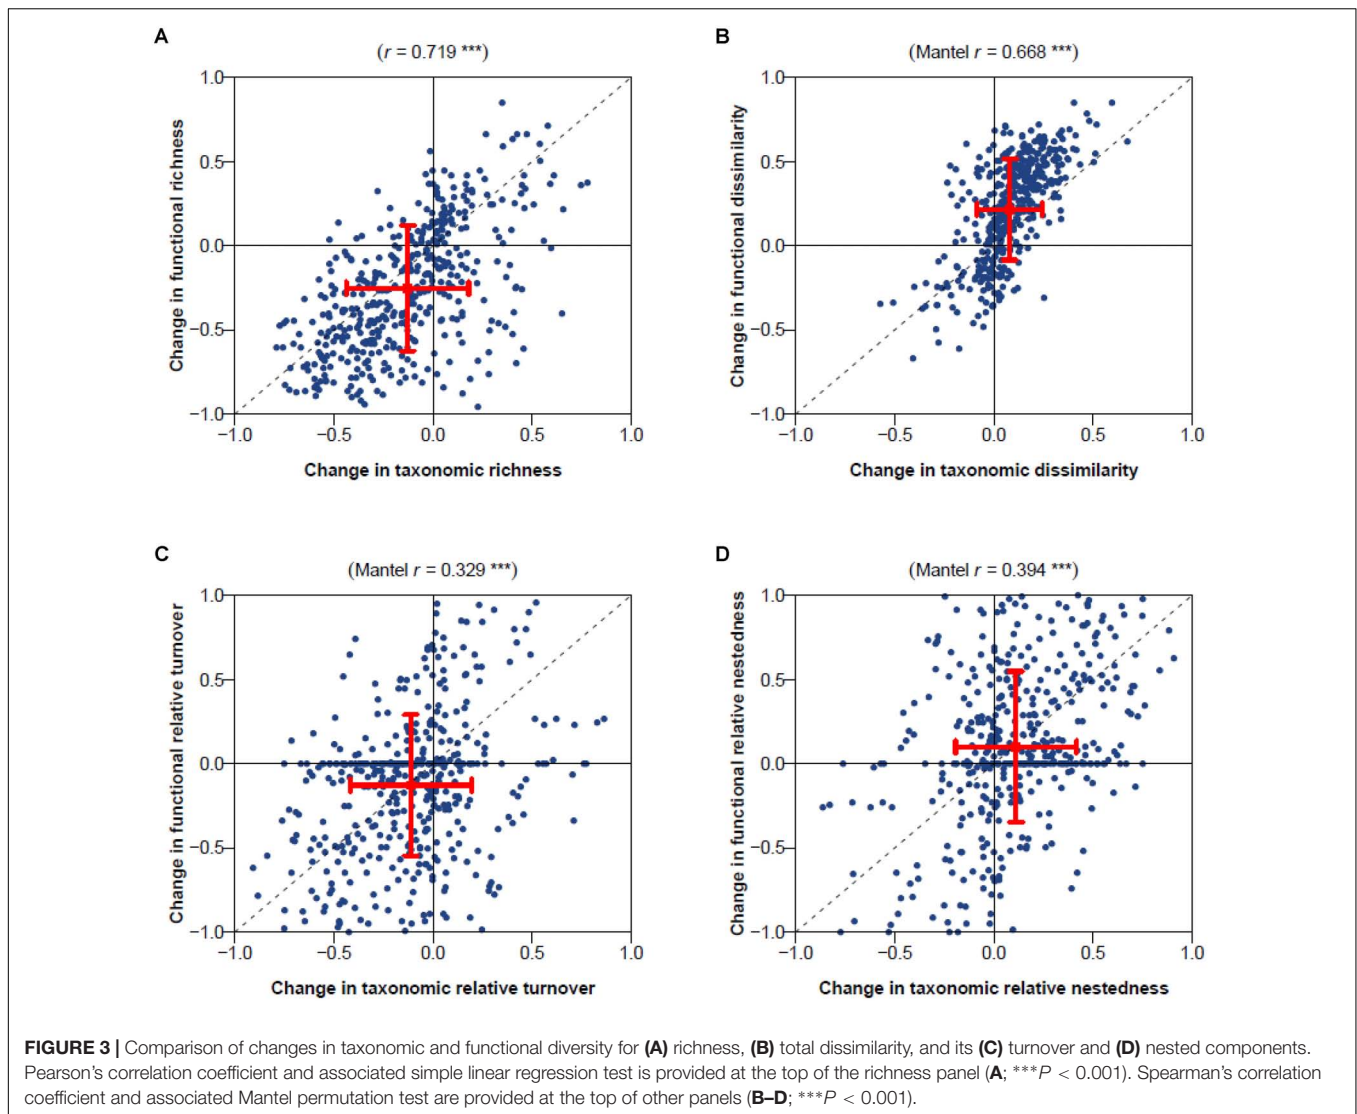 A
(r = 0.719 ***)
Change in functional richness
1.0
0.5
0.0
−0.5
−1.0
−1.0 −0.5 0.0 0.5 1.0
Change in taxonomic richness
B
(Mantel r = 0.668 ***)
Change in functional dissimilarity
1.0
0.5
0.0
−0.5
−1.0
−1.0 −0.5 0.0 0.5 1.0
Change in taxonomic dissimilarity
C
(Mantel r = 0.329 ***)
Change in functional relative turnover
1.0
0.5
0.0
−0.5
−1.0
−1.0 −0.5 0.0 0.5 1.0
Change in taxonomic relative turnover
D
(Mantel r = 0.394 ***)
Change in functional relative nestedness
1.0
0.5
0.0
−0.5
−1.0
−1.0 −0.5 0.0 0.5 1.0
Change in taxonomic relative nestedness
FIGURE 3 | Comparison of changes in taxonomic and functional diversity for (A) richness, (B) total dissimilarity, and its (C) turnover and (D) nested components.
Pearson's correlation coefficient and associated simple linear regression test is provided at the top of the richness panel (A; ***P < 0.001). Spearman's correlation
coefficient and associated Mantel permutation test are provided at the top of other panels (B–D; ***P < 0.001).